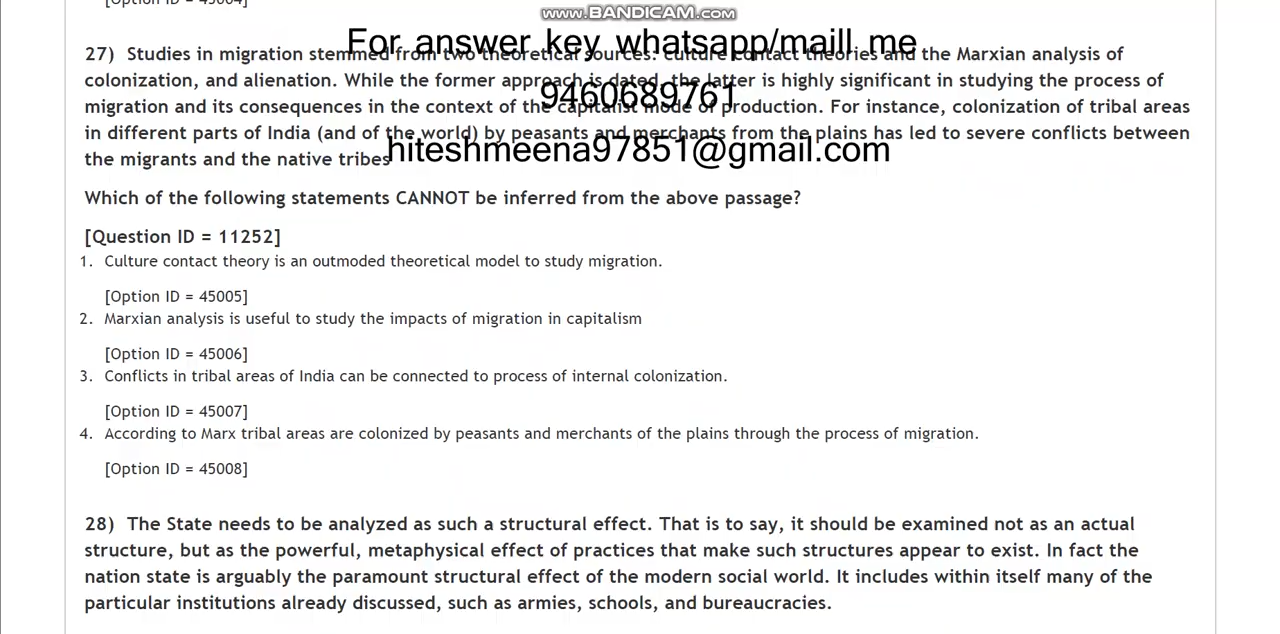 [Option ID = 45004]
www.BANDICAM.com
For answer key whatsapp/maill me
27) Studies in migration stemmed from two theoretical sources: culture contact theories and the Marxian analysis of
colonization, and alienation. While the former approach is dated, the latter is highly significant in studying the process of
9460689761
migration and its consequences in the context of the capitalist mode of production. For instance, colonization of tribal areas
in different parts of India (and of the world) by peasants and merchants from the plains has led to severe conflicts between
hiteshmeena97851@gmail.com
the migrants and the native tribes
Which of the following statements CANNOT be inferred from the above passage?
[Question ID = 11252]
1. Culture contact theory is an outmoded theoretical model to study migration.
[Option ID = 45005]
2. Marxian analysis is useful to study the impacts of migration in capitalism
[Option ID = 45006]
3. Conflicts in tribal areas of India can be connected to process of internal colonization.
[Option ID = 45007]
4. According to Marx tribal areas are colonized by peasants and merchants of the plains through the process of migration.
[Option ID = 45008]
28) The State needs to be analyzed as such a structural effect. That is to say, it should be examined not as an actual
structure, but as the powerful, metaphysical effect of practices that make such structures appear to exist. In fact the
nation state is arguably the paramount structural effect of the modern social world. It includes within itself many of the
particular institutions already discussed, such as armies, schools, and bureaucracies.